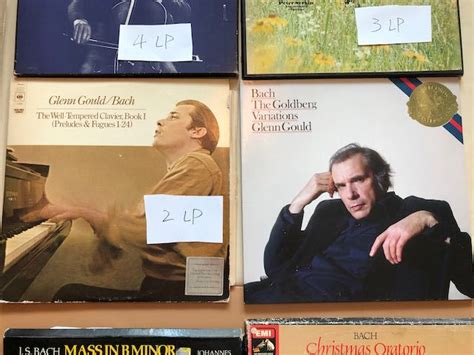 4 LP
3 LP
Glenn Gould/Bach
The Well-Tempered Clavier, Book 1
(Preludes & Fugues 1-24)
2 LP
Bach
The Goldberg
Variations
Glenn Gould
J.S. BACH MASS IN B MINOR JOHANNES
EMI
BACH
Christmas Oratorio